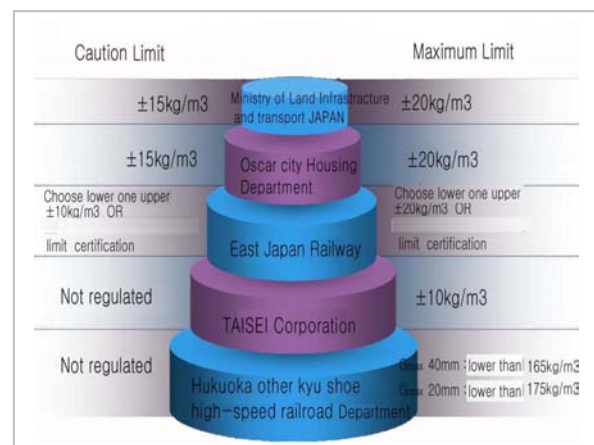 Caution Limit
Maximum Limit
±15kg/m3
Ministry of Land Infrastracture
and transport JAPAN
±20kg/m3
±15kg/m3
Oscar city Housing
Department
±20kg/m3
Choose lower one upper
±10kg/m3 OR
limit certification
East Japan Railway
Choose lower one upper
±20kg/m3 OR
limit certification
Not regulated
TAISEI Corporation
±10kg/m3
Not regulated
Hukuoka other kyu shoe
high-speed railroad Department
40mm : lower than 165kg/m3
20mm : lower than 175kg/m3